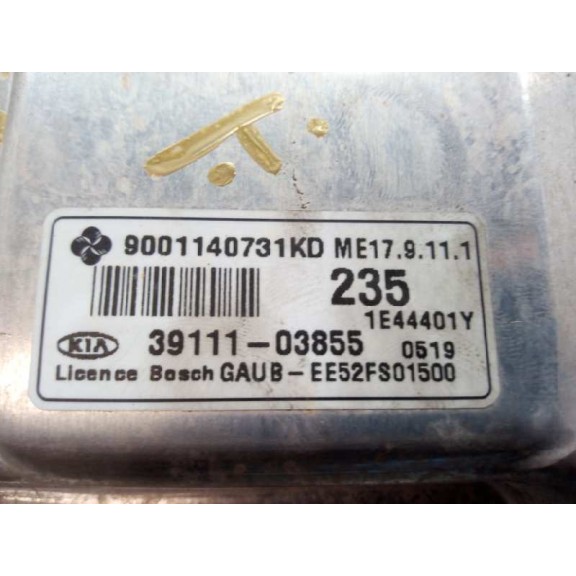 9001140731KD ME17.9.11.1
235
1E44401Y
KIA 39111-03855 0519
Licence Bosch GAUB-EE52FS01500